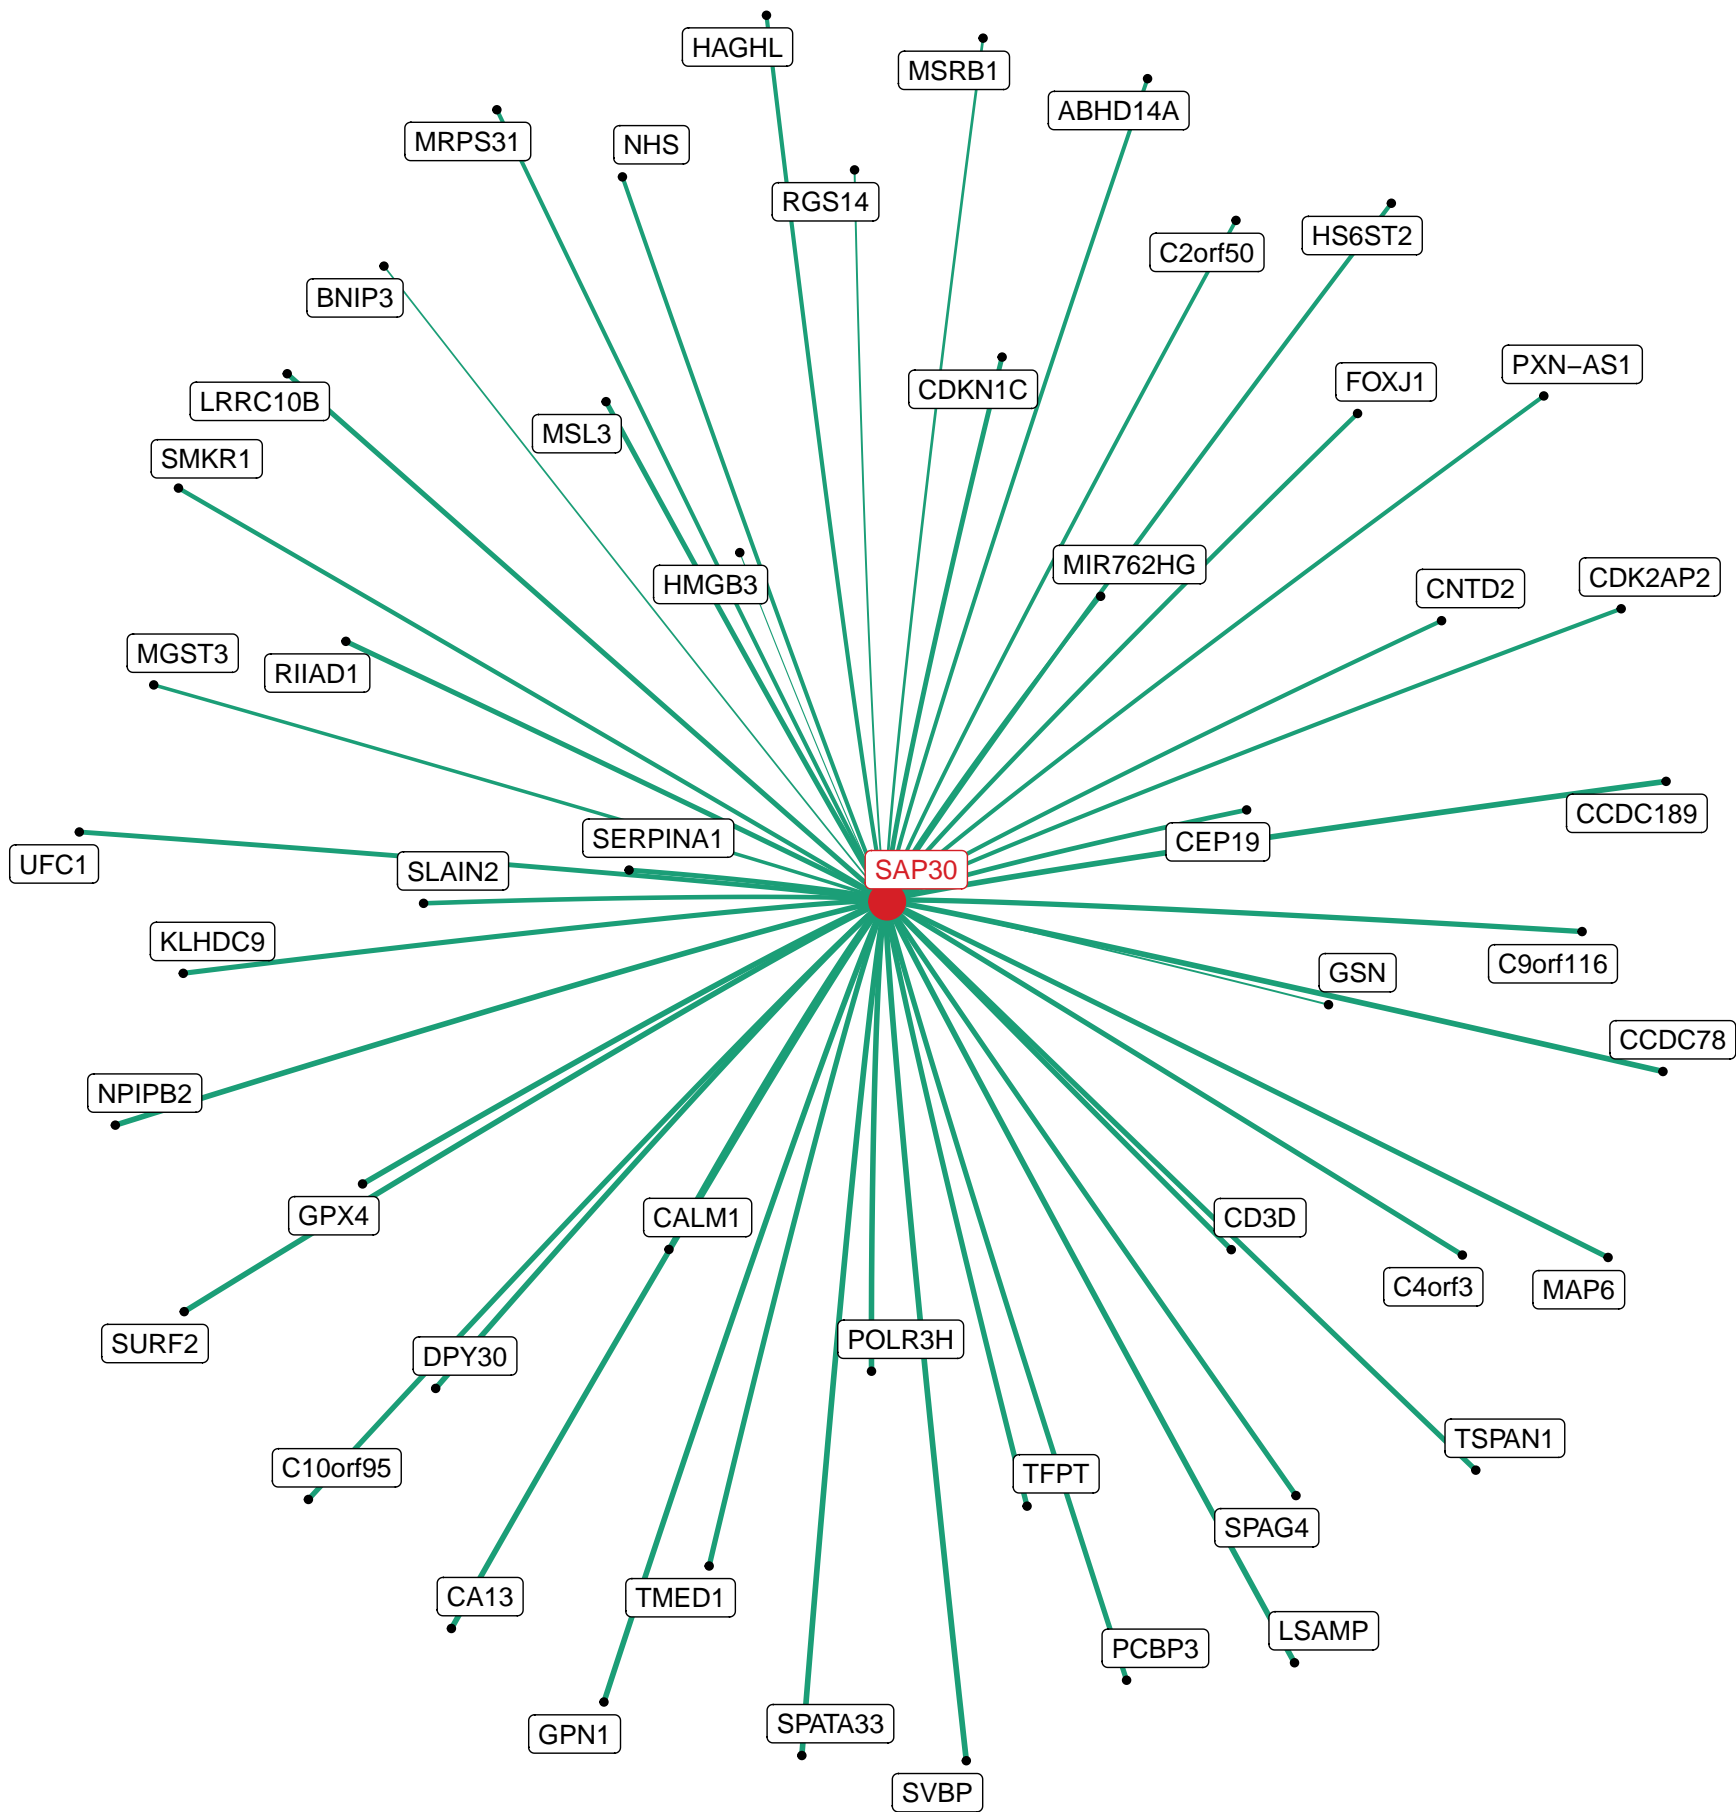 HAGHL
MSRB1
ABHD14A
MRPS31
NHS
RGS14
HS6ST2
C2orf50
BNIP3
PXN−AS1
FOXJ1
CDKN1C
LRRC10B
MSL3
SMKR1
MIR762HG
CDK2AP2
HMGB3
CNTD2
MGST3
RIIAD1
CCDC189
SERPINA1
CEP19
UFC1
SLAIN2
SAP30
KLHDC9
C9orf116
GSN
CCDC78
NPIPB2
GPX4
CALM1
CD3D
C4orf3
MAP6
SURF2
POLR3H
DPY30
TSPAN1
C10orf95
TFPT
SPAG4
CA13
TMED1
LSAMP
PCBP3
SPATA33
GPN1
SVBP